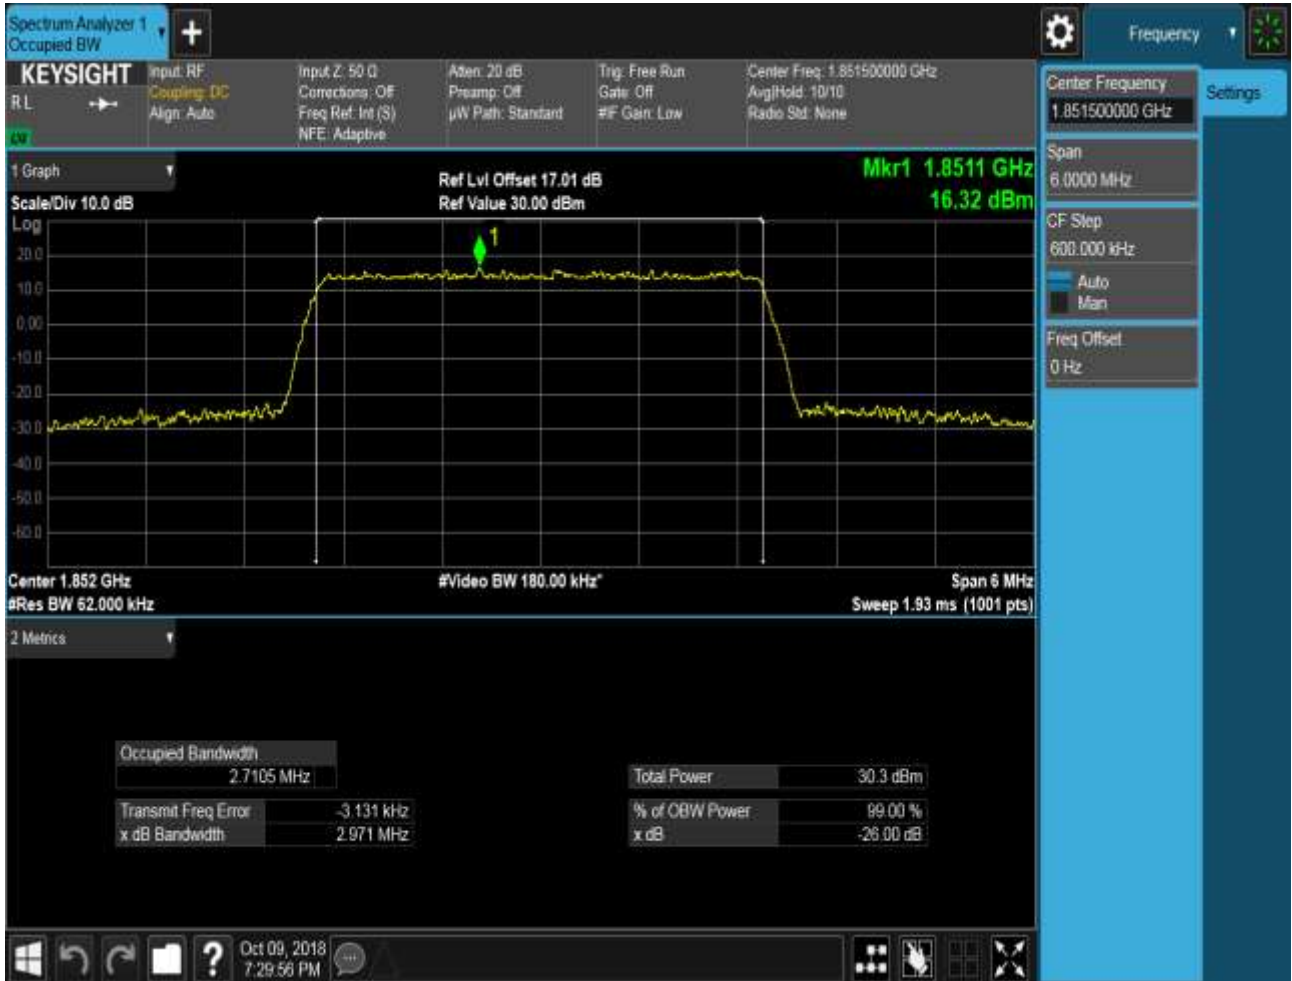 Spectrum Analyzer 1
Occupied BW
Frequency
KEYSIGHT
RL
Input: RF
Coupling: DC
Align: Auto
Input Z: 50 Ω
Corrections: Off
Freq Ref: Int (S)
NFE: Adaptive
Atten: 20 dB
Preamp: Off
µW Path: Standard
Trig: Free Run
Gate: Off
#IF Gain: Low
Center Freq: 1.851500000 GHz
Avg|Hold: 10/10
Radio Std: None
Center Frequency
1.851500000 GHz
Settings
Span
6.0000 MHz
CF Step
600.000 kHz
Auto
Man
Freq Offset
0 Hz
1 Graph
Scale/Div 10.0 dB
Ref Lvl Offset 17.01 dB
Ref Value 30.00 dBm
Mkr1 1.8511 GHz
16.32 dBm
Log
20.0
10.0
0.00
-10.0
-20.0
-30.0
-40.0
-50.0
-60.0
1
Center 1.852 GHz
#Res BW 62.000 kHz
#Video BW 180.00 kHz*
Span 6 MHz
Sweep 1.93 ms (1001 pts)
2 Metrics
Occupied Bandwidth
2.7105 MHz
Transmit Freq Error -3.131 kHz
x dB Bandwidth 2.971 MHz
Total Power 30.3 dBm
% of OBW Power 99.00 %
x dB -26.00 dB
Oct 09, 2018
7:29:56 PM